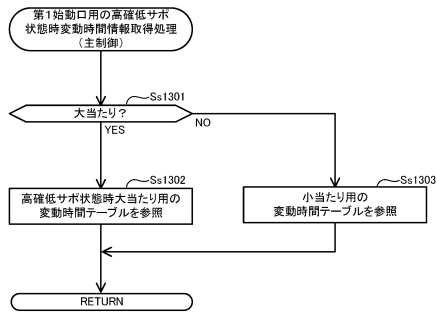 第1始動口用の高確低サポ
状態時変動時間情報取得処理
（主制御）
Ss1301
大当たり？
YES
NO
Ss1302
高確低サポ状態時大当たり用の
変動時間テーブルを参照
Ss1303
小当たり用の
変動時間テーブルを参照
RETURN